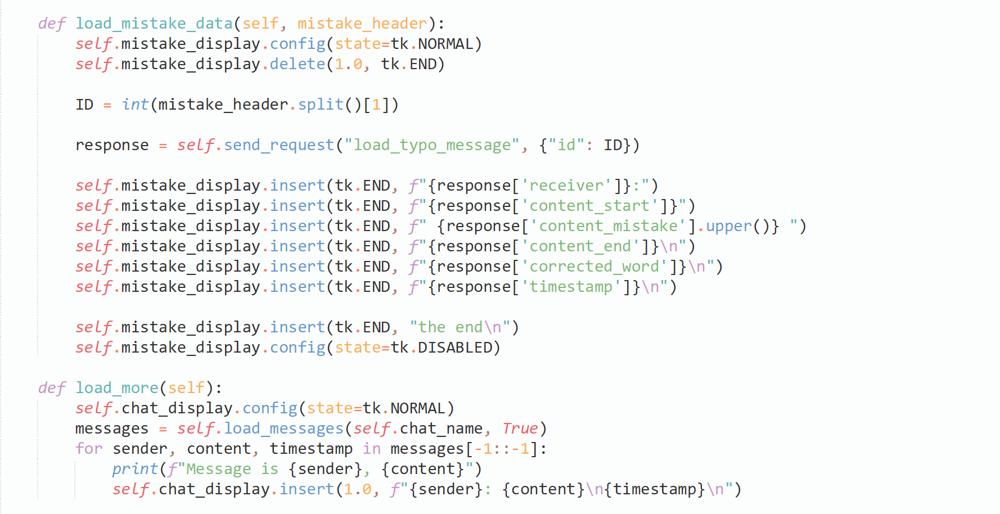 def load_mistake_data(self, mistake_header):
    self.mistake_display.config(state=tk.NORMAL)
    self.mistake_display.delete(1.0, tk.END)

    ID = int(mistake_header.split()[1])

    response = self.send_request("load_typo_message", {"id": ID})

    self.mistake_display.insert(tk.END, f"{response['receiver']}:")
    self.mistake_display.insert(tk.END, f"{response['content_start']}")
    self.mistake_display.insert(tk.END, f" {response['content_mistake'].upper()} ")
    self.mistake_display.insert(tk.END, f"{response['content_end']}\n")
    self.mistake_display.insert(tk.END, f"{response['corrected_word']}\n")
    self.mistake_display.insert(tk.END, f"{response['timestamp']}\n")

    self.mistake_display.insert(tk.END, "the end\n")
    self.mistake_display.config(state=tk.DISABLED)

def load_more(self):
    self.chat_display.config(state=tk.NORMAL)
    messages = self.load_messages(self.chat_name, True)
    for sender, content, timestamp in messages[-1::-1]:
        print(f"Message is {sender}, {content}")
        self.chat_display.insert(1.0, f"{sender}: {content}\n{timestamp}\n")